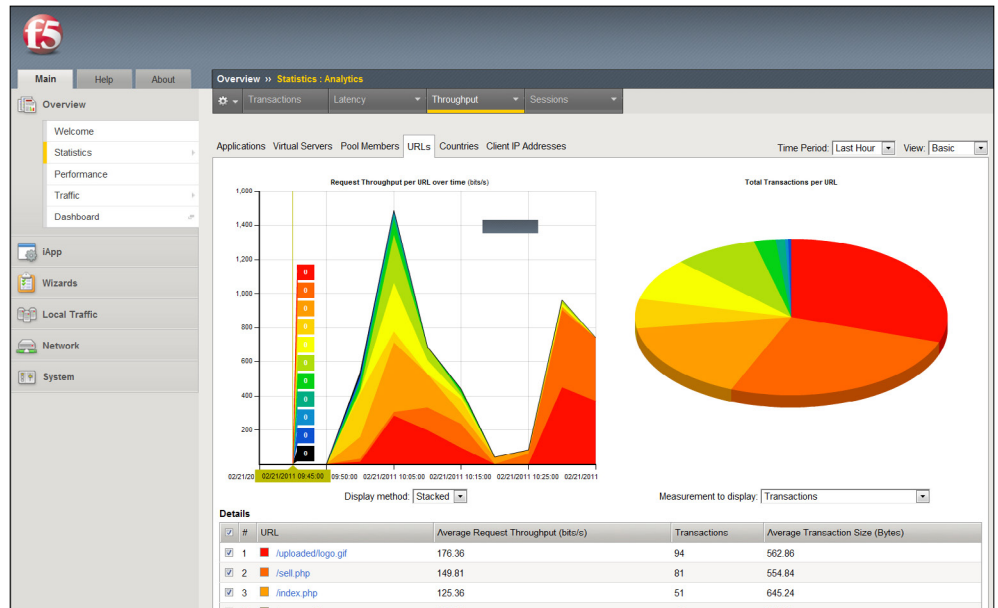 f5
Main Help About
Overview
Welcome
Statistics
Performance
Traffic
Dashboard
iApp
Wizards
Local Traffic
Network
System
Overview ›› Statistics : Analytics
Transactions Latency Throughput Sessions
Applications Virtual Servers Pool Members URLs Countries Client IP Addresses
Time Period: Last Hour View: Basic
Request Throughput per URL over time (bits/s)
1,000
1,400
1,200
1,000
800
600
400
200
0
0
0
0
0
0
0
0
0
0
0
02/21/20 02/21/2011 09:45:00 09:50:00 02/21/2011 10:05:00 02/21/2011 10:15:00 02/21/2011 10:25:00 02/21/2011
Display method: Stacked
Total Transactions per URL
Measurement to display: Transactions
Details
# URL Average Request Throughput (bits/s) Transactions Average Transaction Size (Bytes)
1 /uploaded/logo.gif 176.36 94 562.86
2 /sell.php 149.81 81 554.84
3 /index.php 125.36 51 645.24